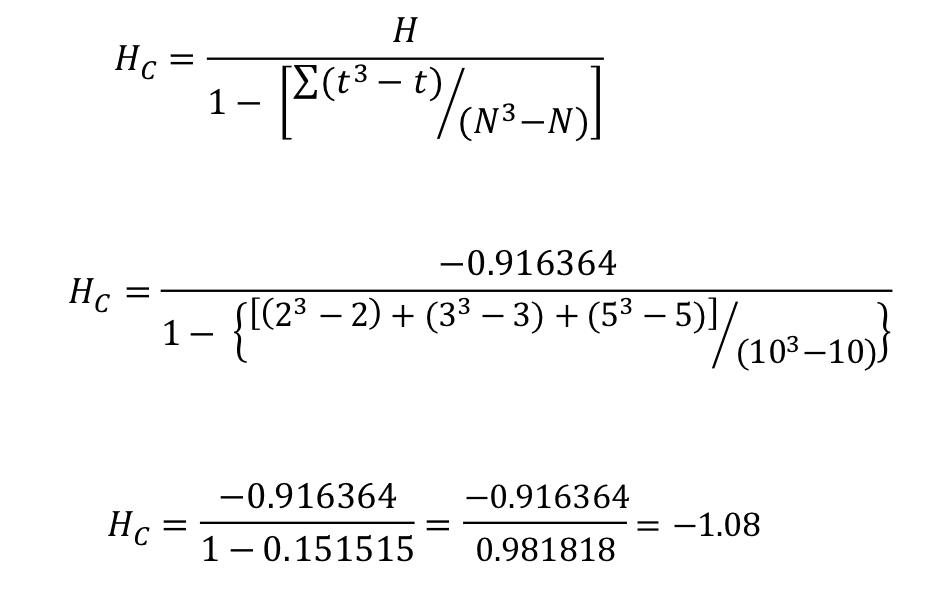 H_C = H / 1 − [∑(t³ − t)/(N³−N)]
H_C = −0.916364 / 1 − {[(2³ − 2) + (3³ − 3) + (5³ − 5)]/(10³−10)}
H_C = −0.916364 / 1 − 0.151515 = −0.916364 / 0.981818 = −1.08